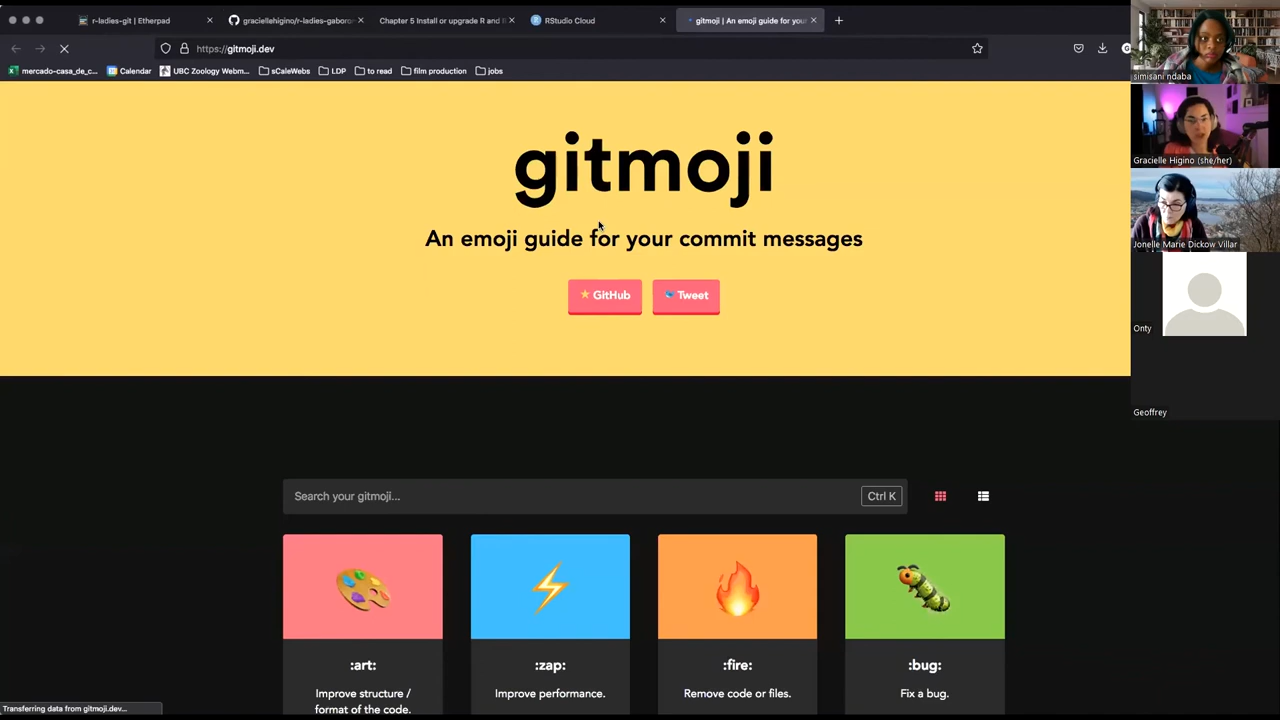 r-ladies-git | Etherpad
graciellehigino/r-ladies-gaboro
Chapter 5 Install or upgrade R and
RStudio Cloud
gitmoji | An emoji guide for your
https://gitmoji.dev
mercado-casa_de_c...
Calendar
UBC Zoology Webm...
sCaleWebs
LDP
to read
film production
jobs
gitmoji
An emoji guide for your commit messages
GitHub
Tweet
Search your gitmoji...
Ctrl K
:art:
:zap:
:fire:
:bug:
Improve structure /
format of the code.
Improve performance.
Remove code or files.
Fix a bug.
Transferring data from gitmoji.dev...
simisani ndaba
Gracielle Higino (she/her)
Jonelle Marie Dickow Villar
Onty
Geoffrey